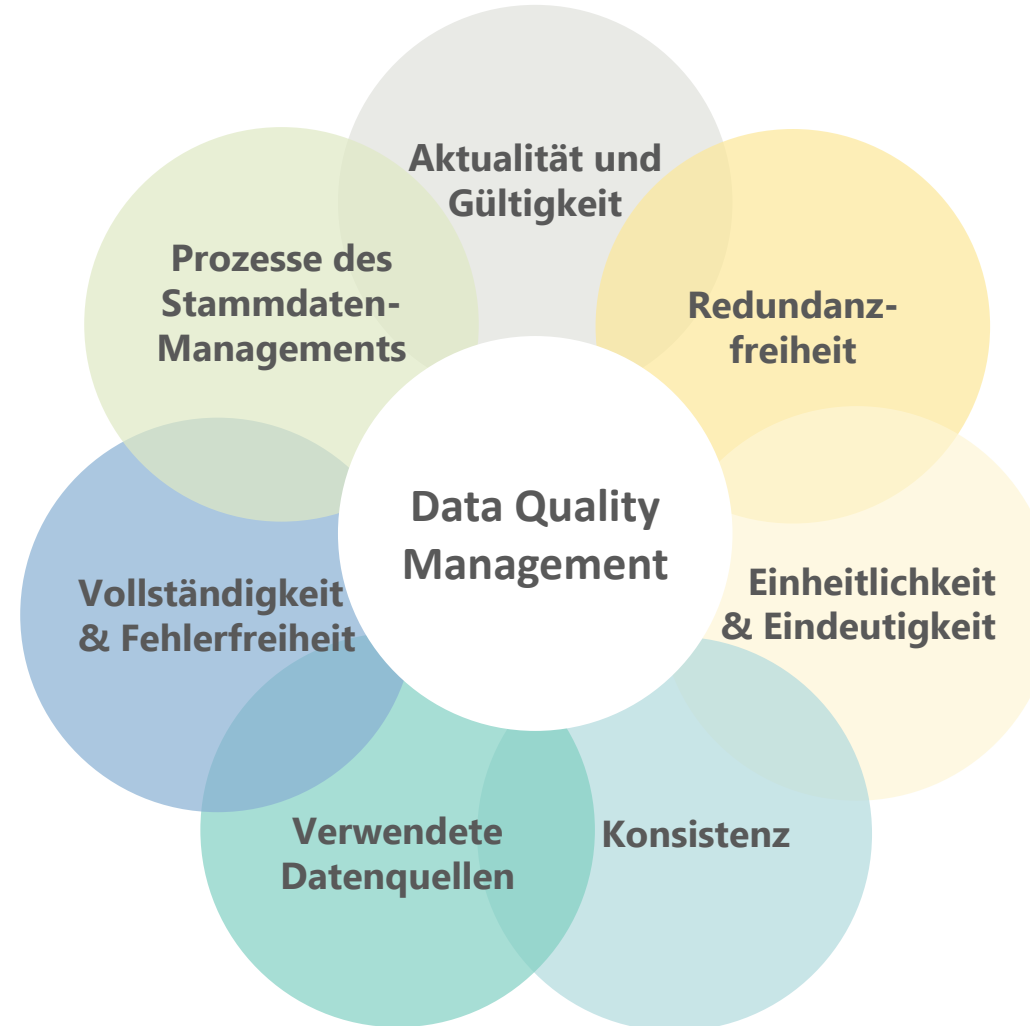 Aktualität und
Gültigkeit
Redundanz-
freiheit
Einheitlichkeit
& Eindeutigkeit
Konsistenz
Verwendete
Datenquellen
Vollständigkeit
& Fehlerfreiheit
Prozesse des
Stammdaten-
Managements
Data Quality
Management